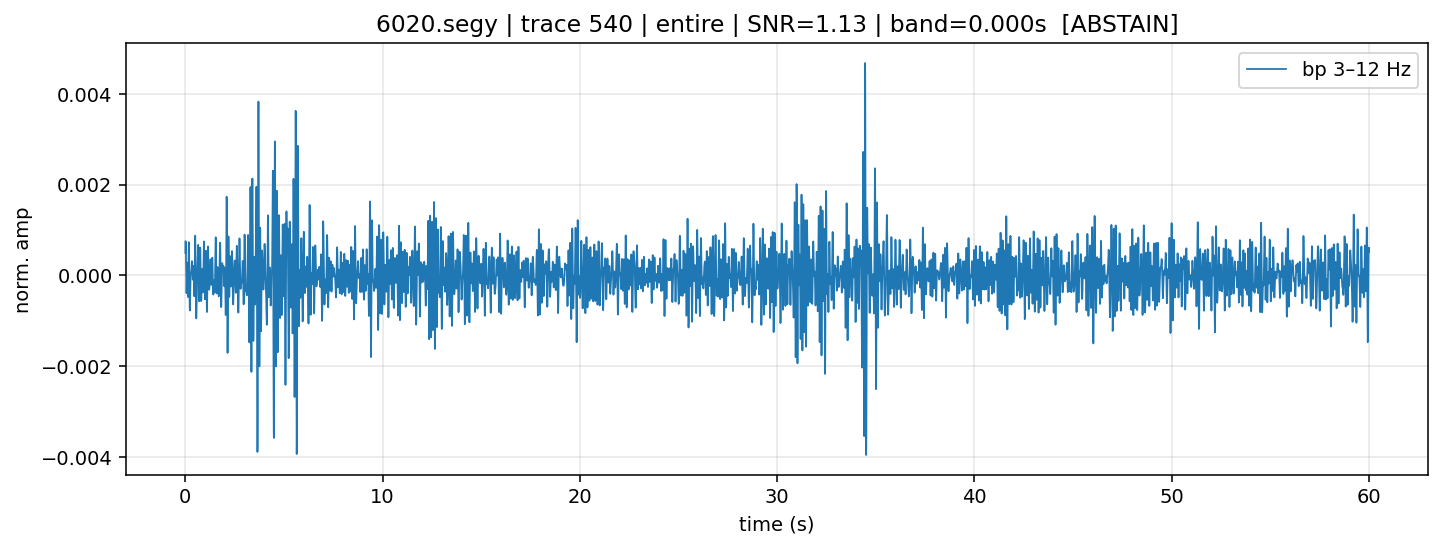 6020.segy | trace 540 | entire | SNR=1.13 | band=0.000s  [ABSTAIN]
bp 3–12 Hz
norm. amp
0.004
0.002
0.000
−0.002
−0.004
0 10 20 30 40 50 60
time (s)